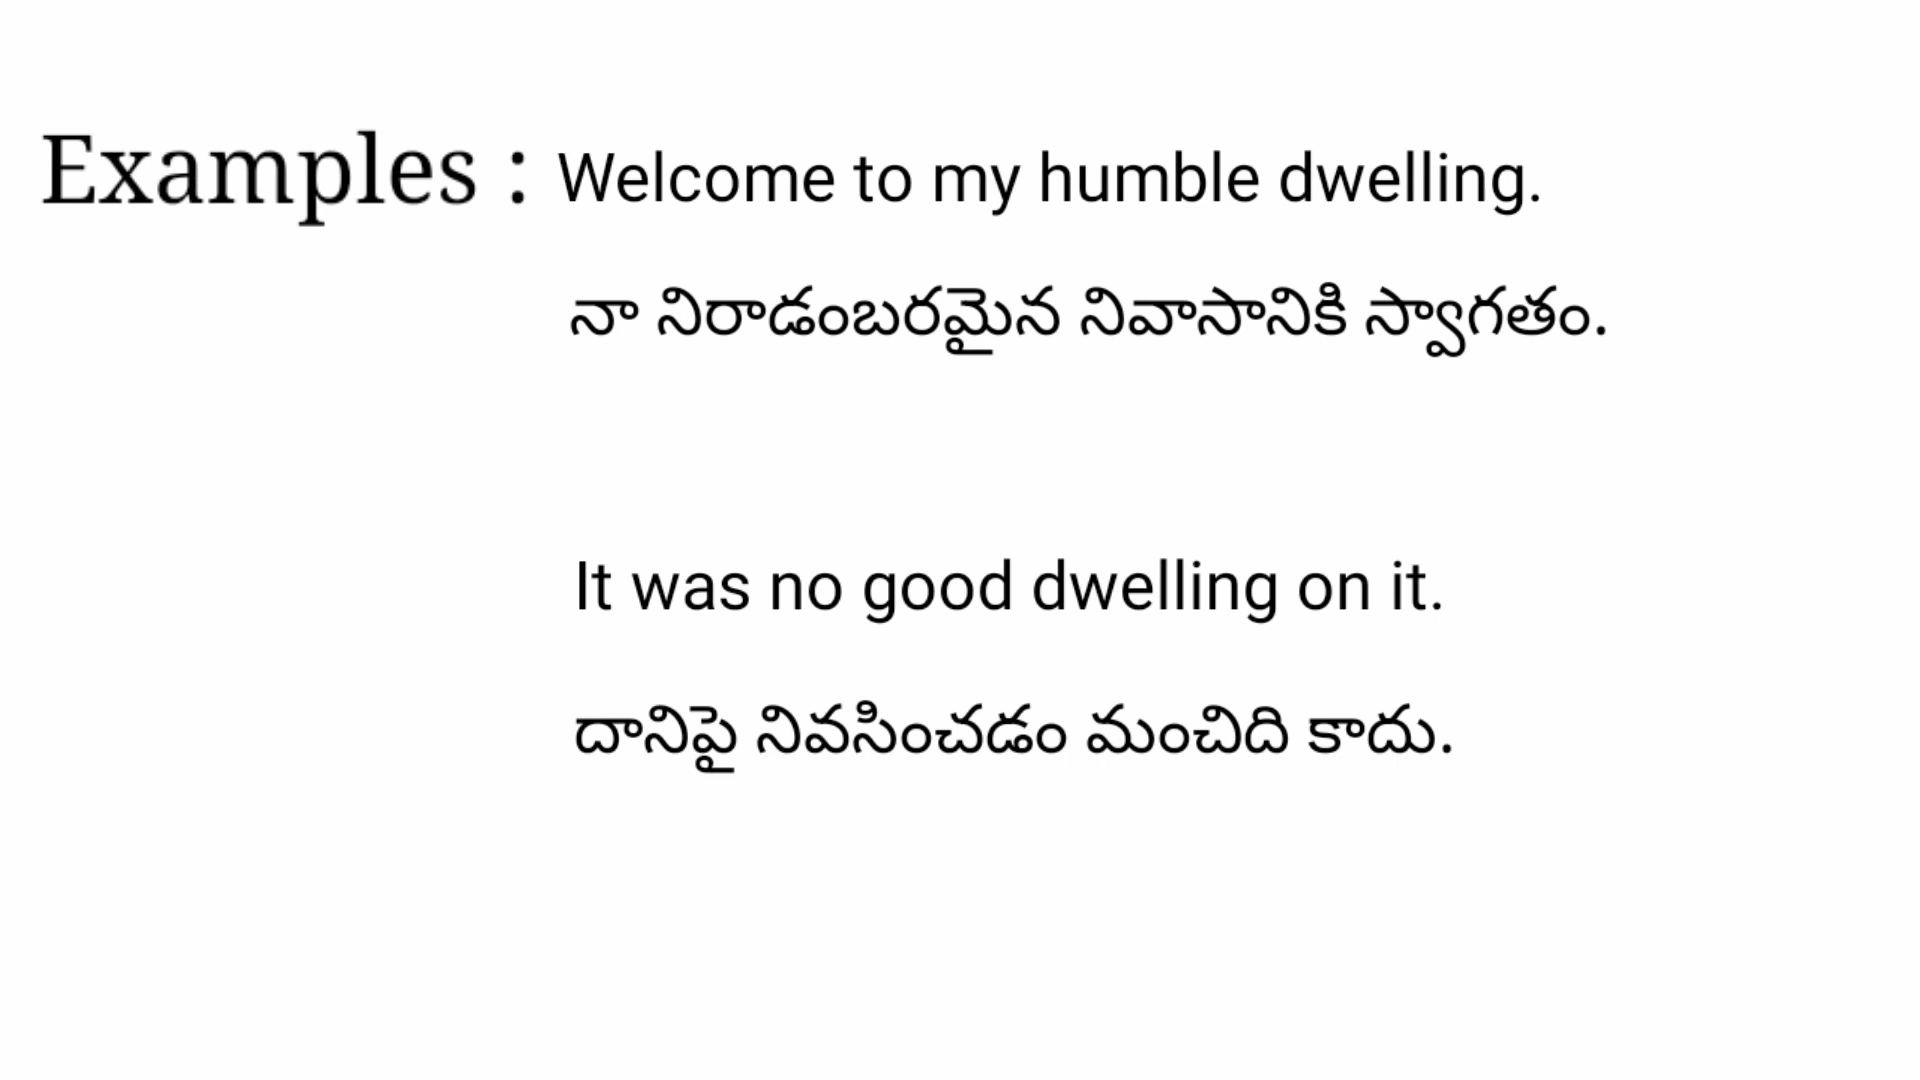 Examples : Welcome to my humble dwelling.
నా నిరాడంబరమైన నివాసానికి స్వాగతం.
It was no good dwelling on it.
దానిపై నివసించడం మంచిది కాదు.